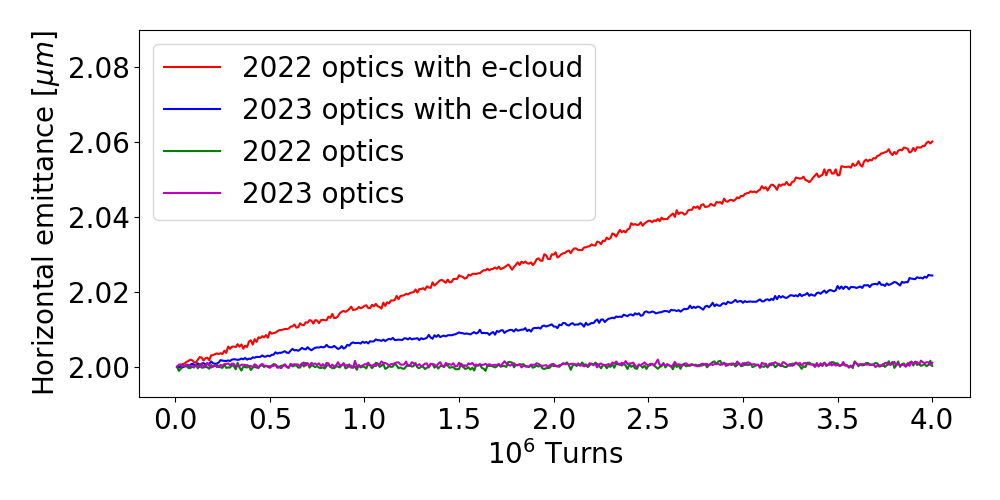 Horizontal emittance [μm]
2.08
2.06
2.04
2.02
2.00
2022 optics with e-cloud
2023 optics with e-cloud
2022 optics
2023 optics
0.0 0.5 1.0 1.5 2.0 2.5 3.0 3.5 4.0
10⁶ Turns